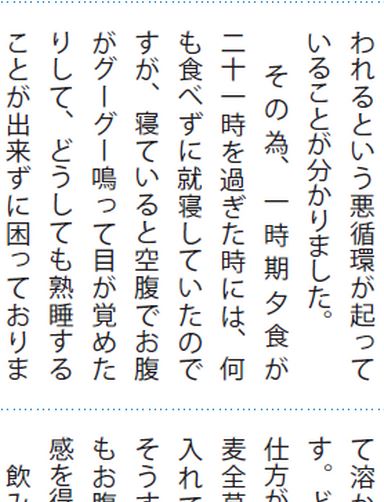 われるという悪循環が起って
いることが分かりました。
その為、一時期夕食が
二十一時を過ぎた時には、何
も食べずに就寝していたので
すが、寝ていると空腹でお腹
がグーグー鳴って目が覚めた
りして、どうしても熟睡する
ことが出来ずに困っておりま
て溶か
す。ど
仕方が
麦全草
入れて
そうす
もお腹
感を得
飲み